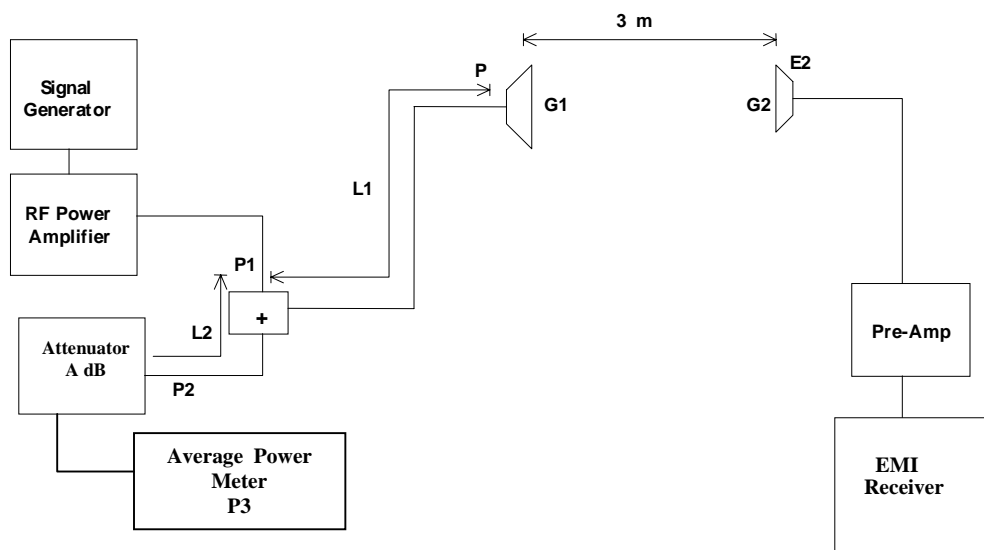 3 m
P
E2
Signal
Generator
G1
G2
L1
RF Power
Amplifier
P1
+
L2
Attenuator
A dB
P2
Pre-Amp
Average Power
Meter
P3
EMI
Receiver